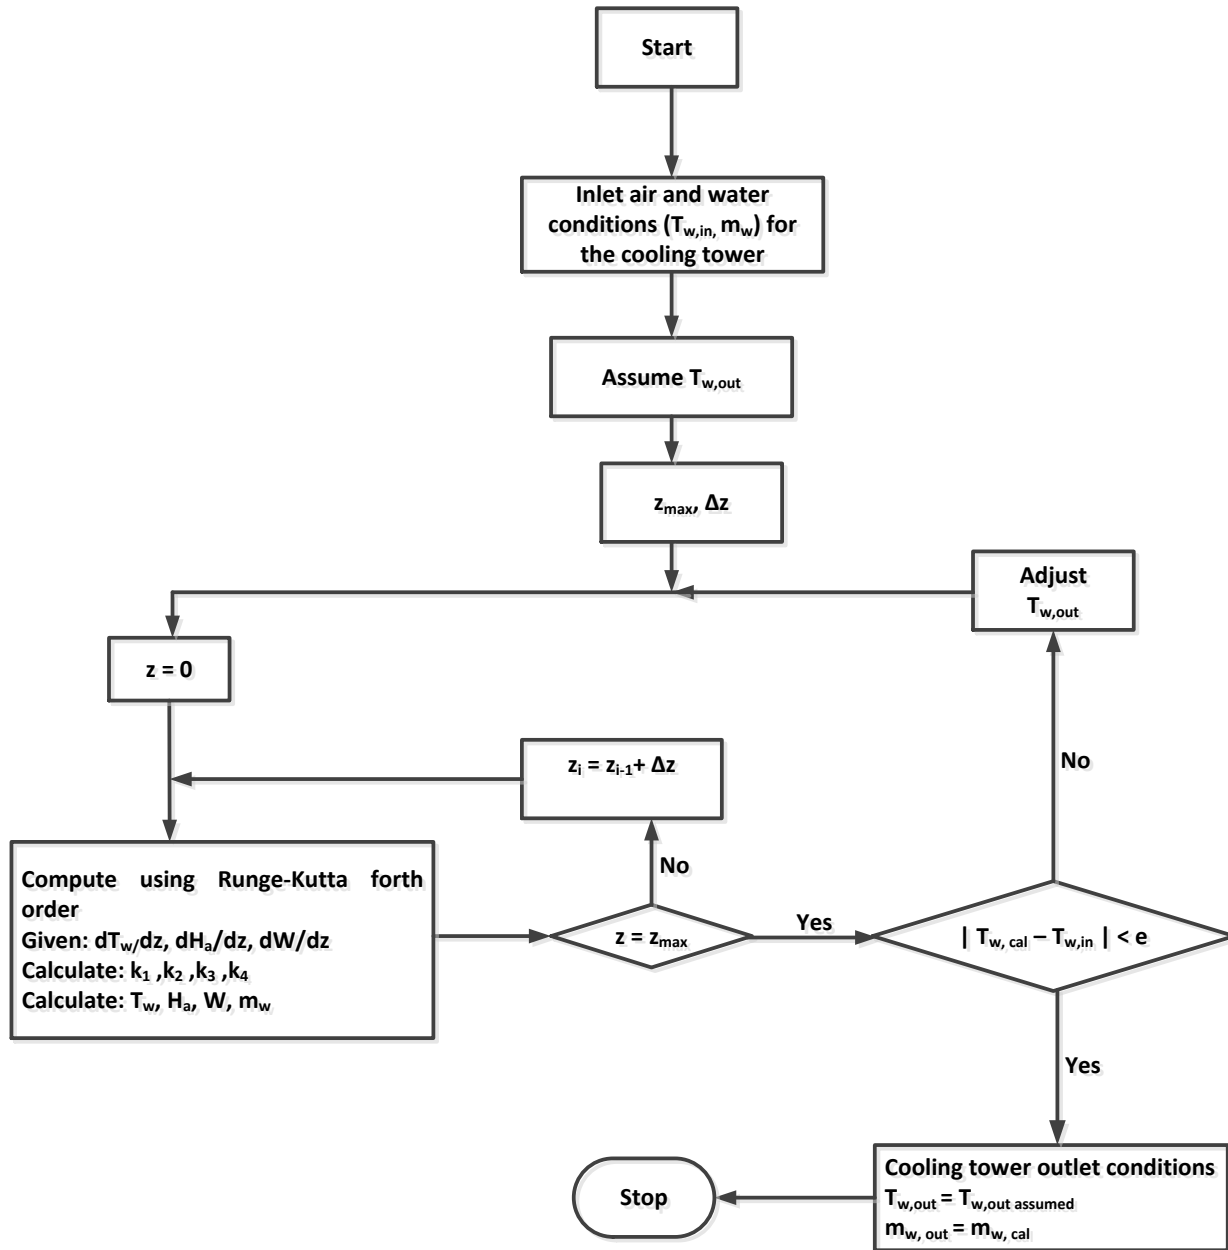 Start
Inlet air and water
conditions (Tw,in, mw) for
the cooling tower
Assume Tw,out
zmax, Δz
Adjust
Tw,out
z = 0
zi = zi-1+ Δz
No
No
Compute using Runge-Kutta forth
order
Given: dTw/dz, dHa/dz, dW/dz
Calculate: k1 ,k2 ,k3 ,k4
Calculate: Tw, Ha, W, mw
z = zmax
Yes
| Tw, cal – Tw,in | < e
Yes
Cooling tower outlet conditions
Tw,out = Tw,out assumed
mw, out = mw, cal
Stop